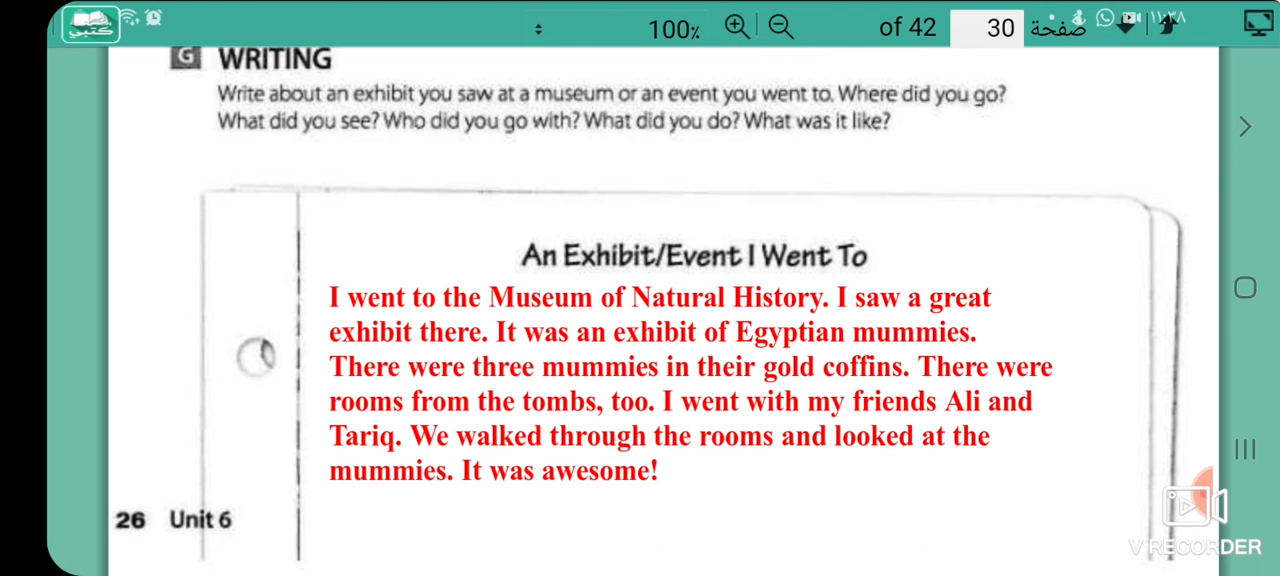 كتبي
100%
of 42
30
صفحة
١١:٣٨
G WRITING
Write about an exhibit you saw at a museum or an event you went to. Where did you go?
What did you see? Who did you go with? What did you do? What was it like?
An Exhibit/Event I Went To
I went to the Museum of Natural History. I saw a great
exhibit there. It was an exhibit of Egyptian mummies.
There were three mummies in their gold coffins. There were
rooms from the tombs, too. I went with my friends Ali and
Tariq. We walked through the rooms and looked at the
mummies. It was awesome!
26 Unit 6
V RECORDER